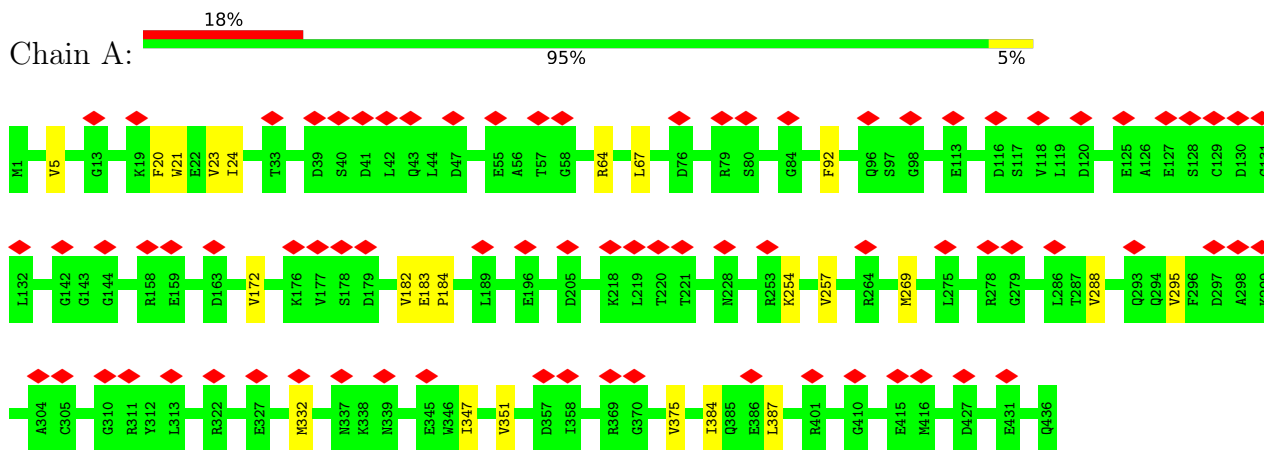 18%
Chain A:
95% 5%
M1 V5 G13 K19 F20 W21 E22 V23 I24 T33 D39 S40 D41 L42 Q43 L44 D47 E55 A56 T57 G58 R64 L67 D76 R79 S80 G84 F92 Q96 S97 G98 E113 D116 S117 V118 L119 D120 E125 A126 E127 S128 C129 D130
L132 G142 G143 G144 R158 E159 D163 V172 K176 V177 S178 D179 V182 E183 P184 L189 E196 D205 K218 L219 T220 T221 N228 R253 K254 V257 R264 M269 L275 R278 G279 L286 T287 V288 Q293 Q294 V295 F296 D297 A298
A304 C305 G310 R311 Y312 L313 R322 E327 M332 N337 K338 N339 E345 W346 I347 V351 D357 I358 R369 G370 V375 I384 Q385 E386 L387 R401 G410 E415 M416 D427 E431 Q436